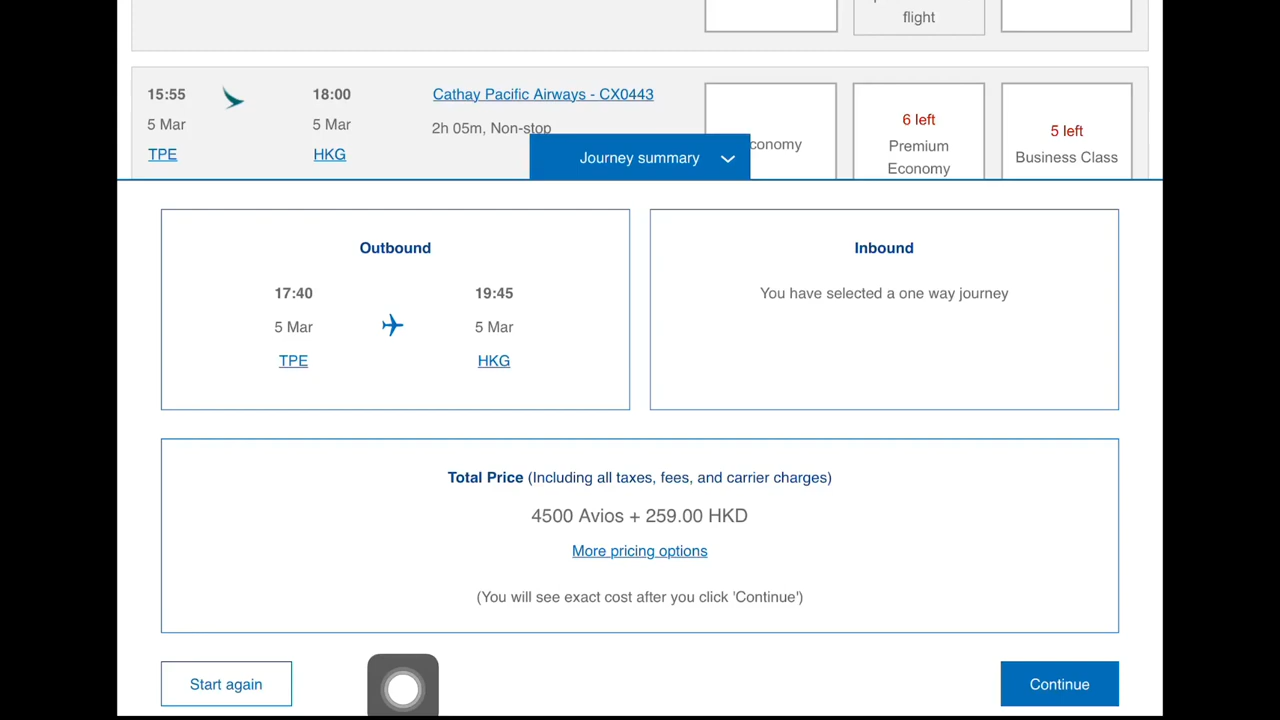 flight
15:55
18:00
Cathay Pacific Airways - CX0443
5 Mar
5 Mar
2h 05m, Non-stop
TPE
HKG
6 left
Premium
Economy
5 left
Business Class
Journey summary
Outbound
17:40
19:45
5 Mar
5 Mar
TPE
HKG
Inbound
You have selected a one way journey
Total Price (Including all taxes, fees, and carrier charges)
4500 Avios + 259.00 HKD
More pricing options
(You will see exact cost after you click 'Continue')
Start again
Continue